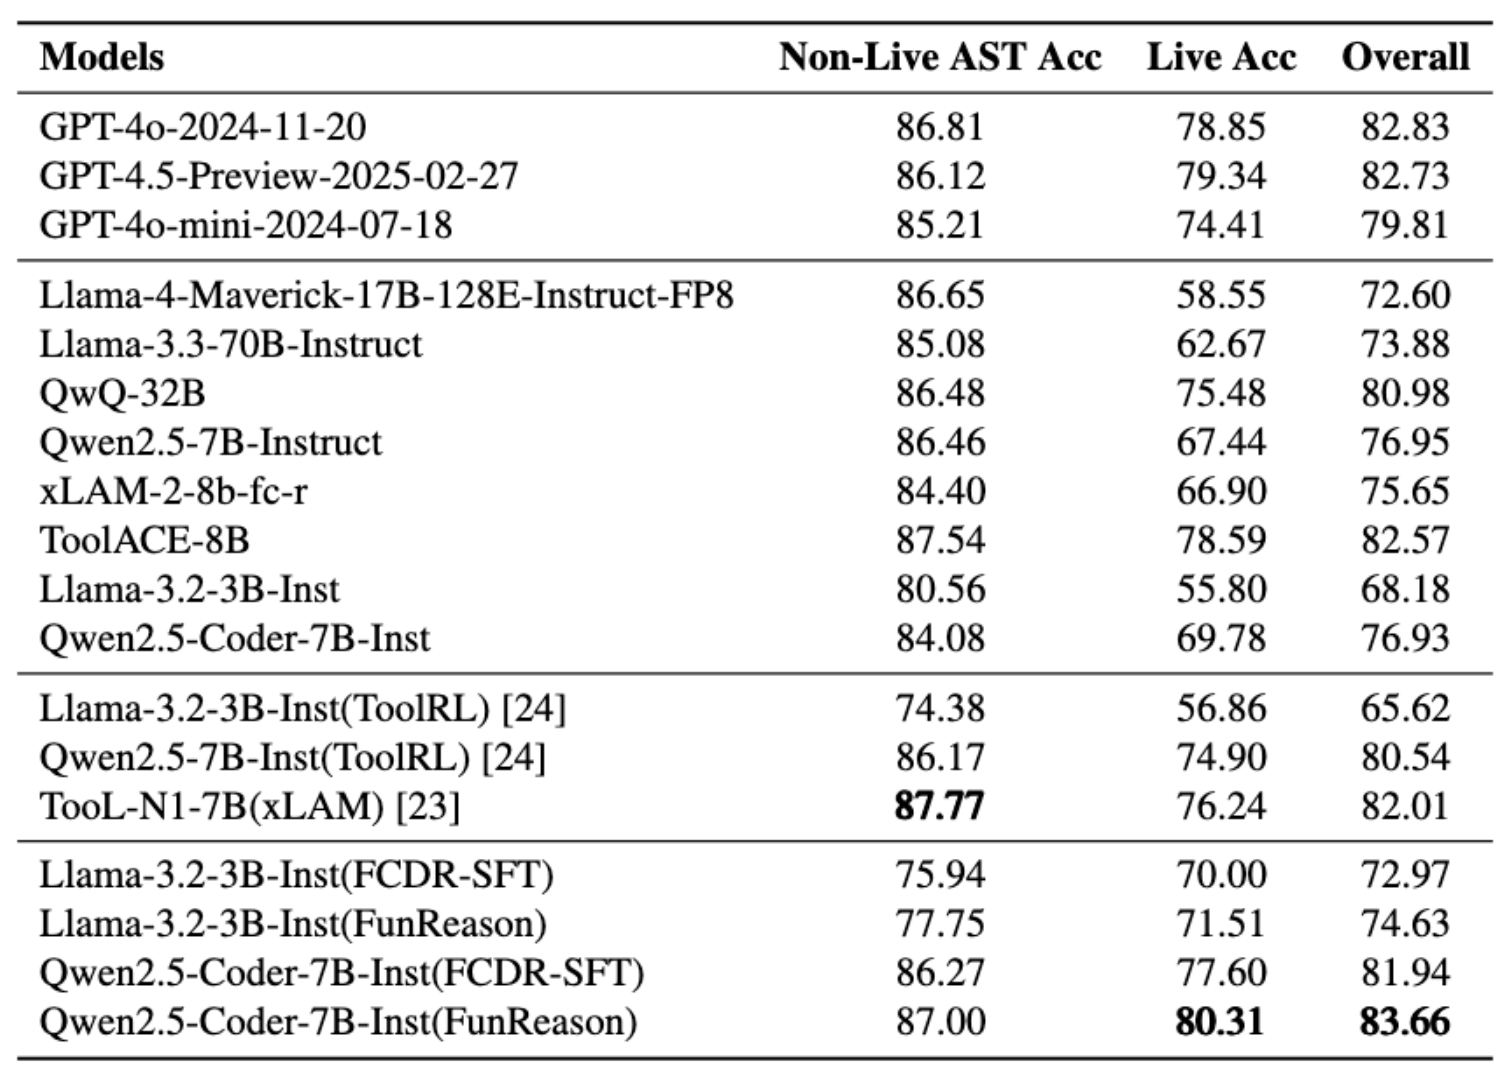 Models Non-Live AST Acc Live Acc Overall
GPT-4o-2024-11-20 86.81 78.85 82.83
GPT-4.5-Preview-2025-02-27 86.12 79.34 82.73
GPT-4o-mini-2024-07-18 85.21 74.41 79.81
Llama-4-Maverick-17B-128E-Instruct-FP8 86.65 58.55 72.60
Llama-3.3-70B-Instruct 85.08 62.67 73.88
QwQ-32B 86.48 75.48 80.98
Qwen2.5-7B-Instruct 86.46 67.44 76.95
xLAM-2-8b-fc-r 84.40 66.90 75.65
ToolACE-8B 87.54 78.59 82.57
Llama-3.2-3B-Inst 80.56 55.80 68.18
Qwen2.5-Coder-7B-Inst 84.08 69.78 76.93
Llama-3.2-3B-Inst(ToolRL) [24] 74.38 56.86 65.62
Qwen2.5-7B-Inst(ToolRL) [24] 86.17 74.90 80.54
TooL-N1-7B(xLAM) [23] 87.77 76.24 82.01
Llama-3.2-3B-Inst(FCDR-SFT) 75.94 70.00 72.97
Llama-3.2-3B-Inst(FunReason) 77.75 71.51 74.63
Qwen2.5-Coder-7B-Inst(FCDR-SFT) 86.27 77.60 81.94
Qwen2.5-Coder-7B-Inst(FunReason) 87.00 80.31 83.66